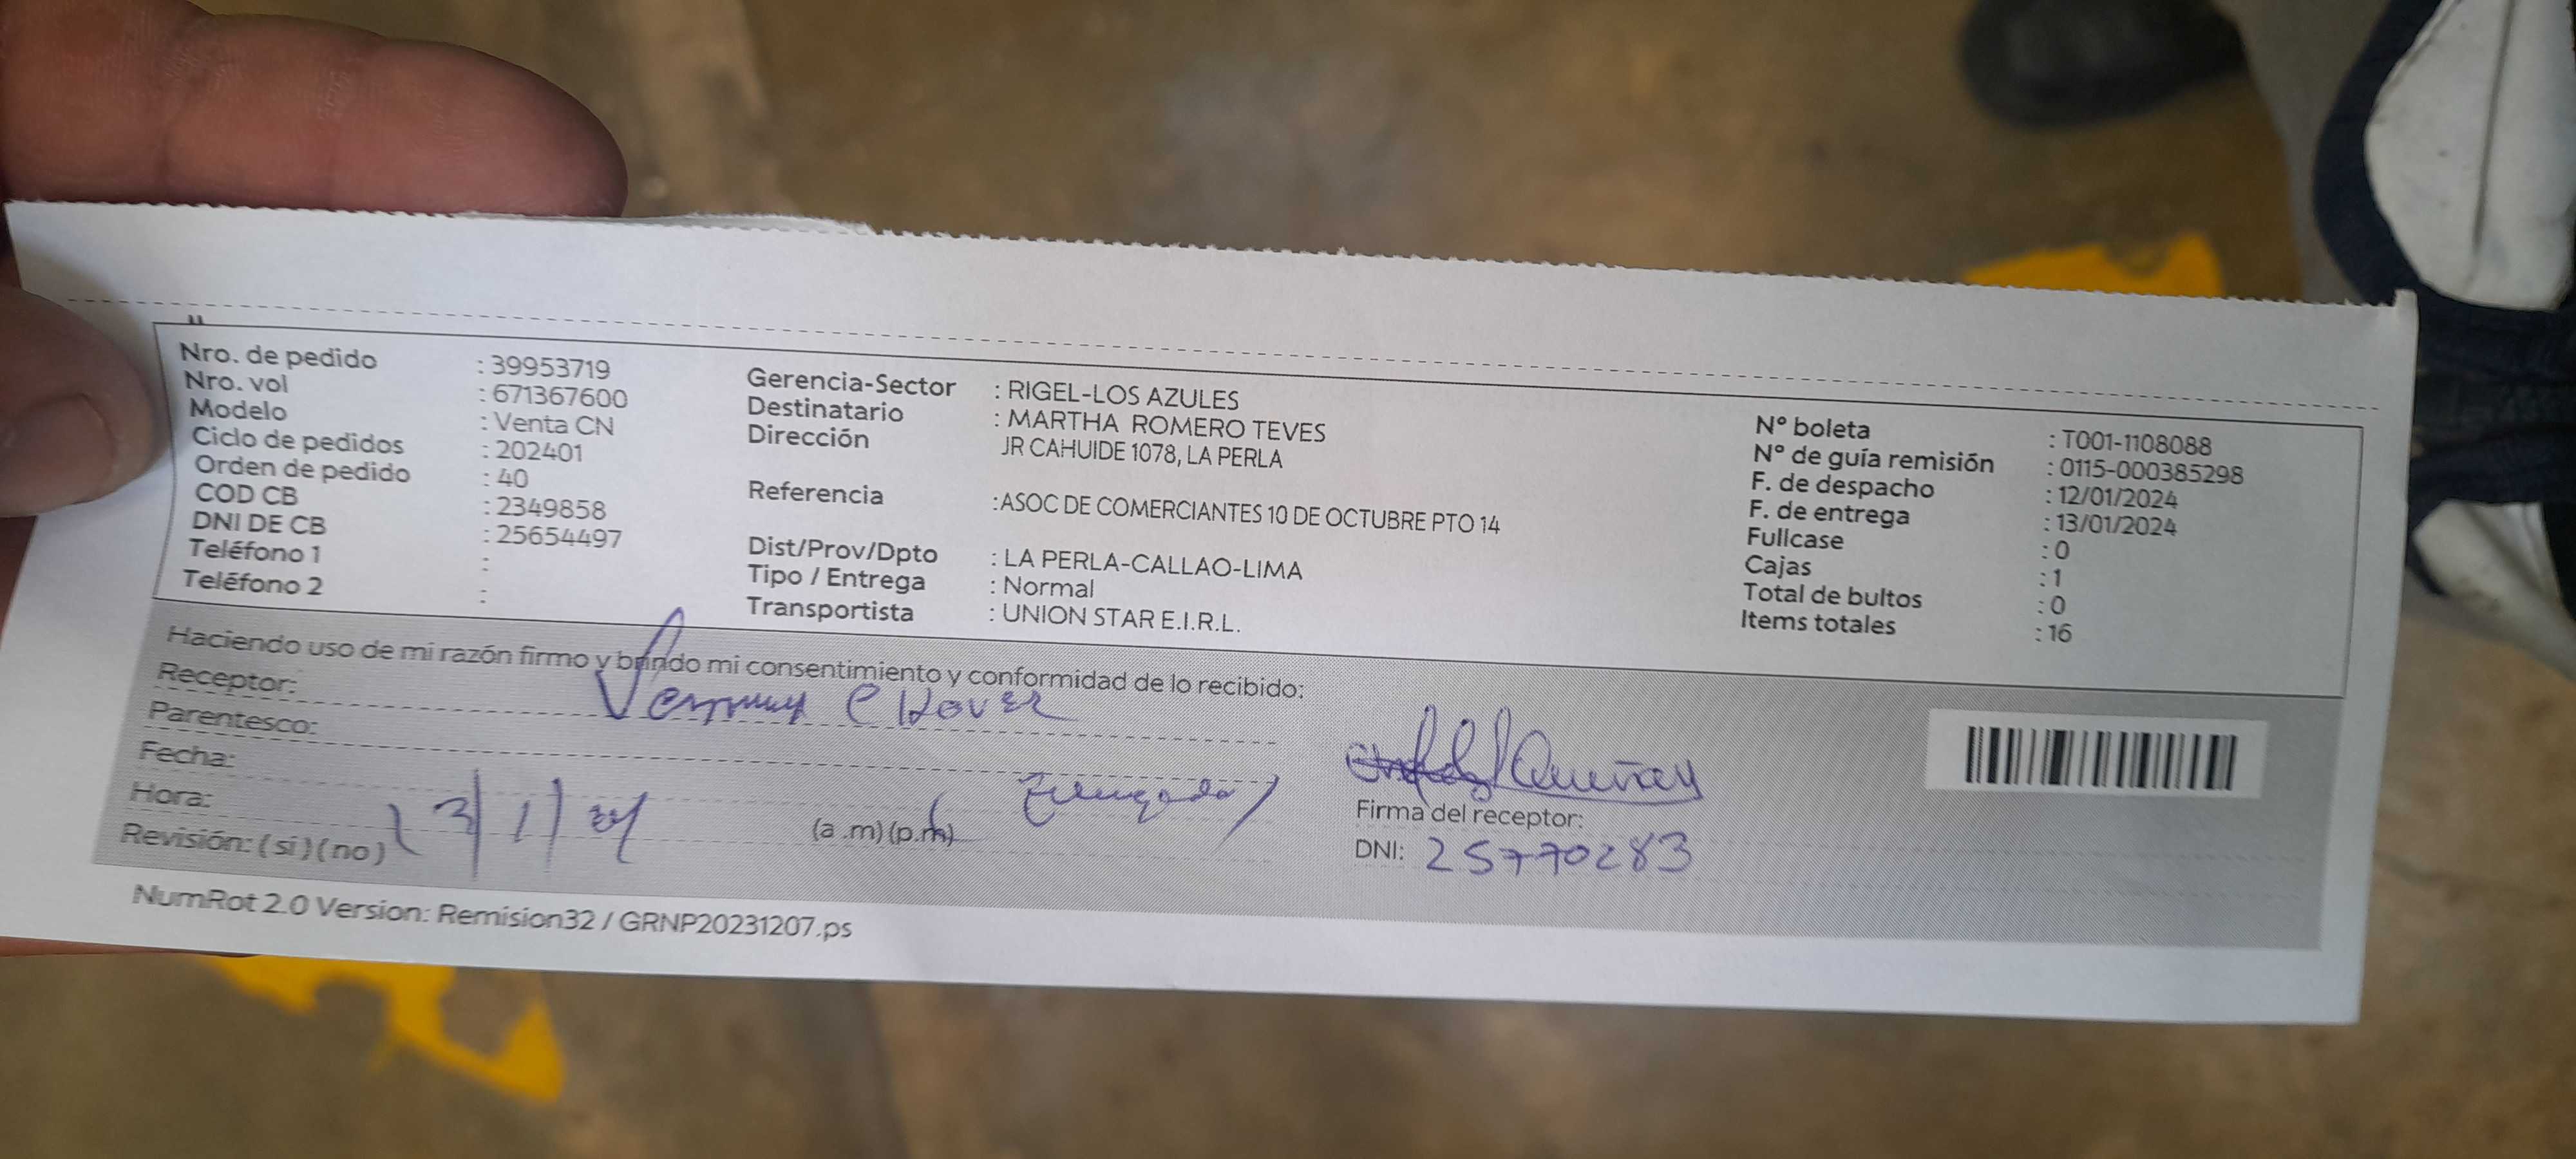 Nro. de pedido : 39953719
Nro. vol : 671367600
Modelo : Venta CN
Ciclo de pedidos : 202401
Orden de pedido : 40
COD CB : 2349858
DNI DE CB : 25654497
Teléfono 1 :
Teléfono 2 :
Gerencia-Sector : RIGEL-LOS AZULES
Destinatario : MARTHA ROMERO TEVES
Dirección JR CAHUIDE 1078, LA PERLA
Referencia :ASOC DE COMERCIANTES 10 DE OCTUBRE PTO 14
Dist/Prov/Dpto : LA PERLA-CALLAO-LIMA
Tipo / Entrega : Normal
Transportista : UNION STAR E.I.R.L.
N° boleta : T001-1108088
N° de guía remisión : 0115-000385298
F. de despacho : 12/01/2024
F. de entrega : 13/01/2024
Fullcase : 0
Cajas : 1
Total de bultos : 0
Items totales : 16
Haciendo uso de mi razón firmo y brindo mi consentimiento y conformidad de lo recibido:
Receptor:
Parentesco:
Fecha:
Hora: 13/1/24 (a .m) (p.m)
Revisión: ( si ) ( no )
Firma del receptor:
DNI: 25770283
NumRot 2.0 Version: Remision32 / GRNP20231207.ps